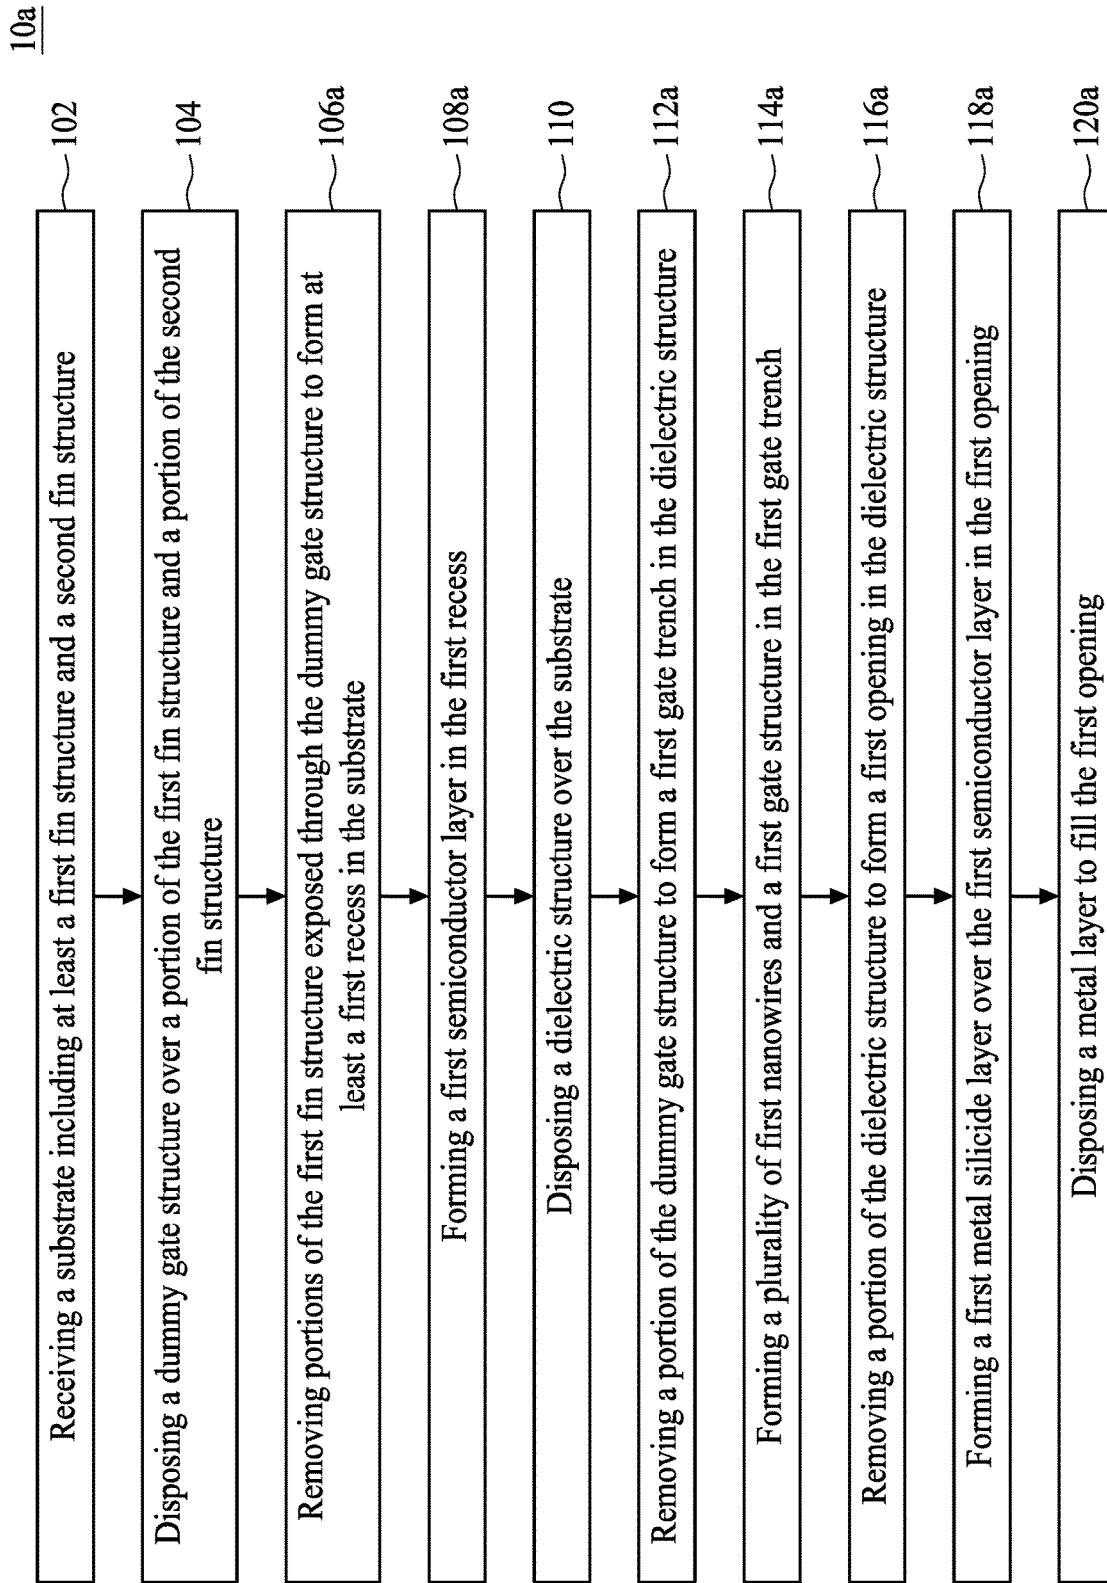 10a
Receiving a substrate including at least a first fin structure and a second fin structure
102
Disposing a dummy gate structure over a portion of the first fin structure and a portion of the second
fin structure
104
Removing portions of the first fin structure exposed through the dummy gate structure to form at
least a first recess in the substrate
106a
Forming a first semiconductor layer in the first recess
108a
Disposing a dielectric structure over the substrate
110
Removing a portion of the dummy gate structure to form a first gate trench in the dielectric structure
112a
Forming a plurality of first nanowires and a first gate structure in the first gate trench
114a
Removing a portion of the dielectric structure to form a first opening in the dielectric structure
116a
Forming a first metal silicide layer over the first semiconductor layer in the first opening
118a
Disposing a metal layer to fill the first opening
120a